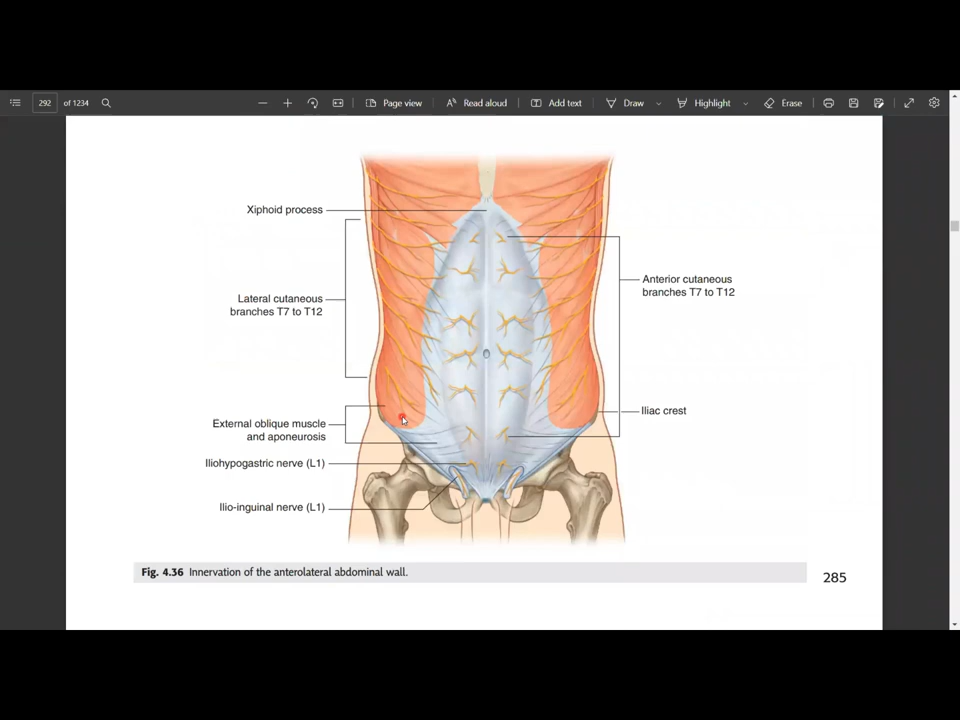 292 of 1234 Page view Read aloud Add text Draw Highlight Erase
Xiphoid process
Anterior cutaneous
branches T7 to T12
Lateral cutaneous
branches T7 to T12
Iliac crest
External oblique muscle
and aponeurosis
Iliohypogastric nerve (L1)
Ilio-inguinal nerve (L1)
Fig. 4.36 Innervation of the anterolateral abdominal wall.
285